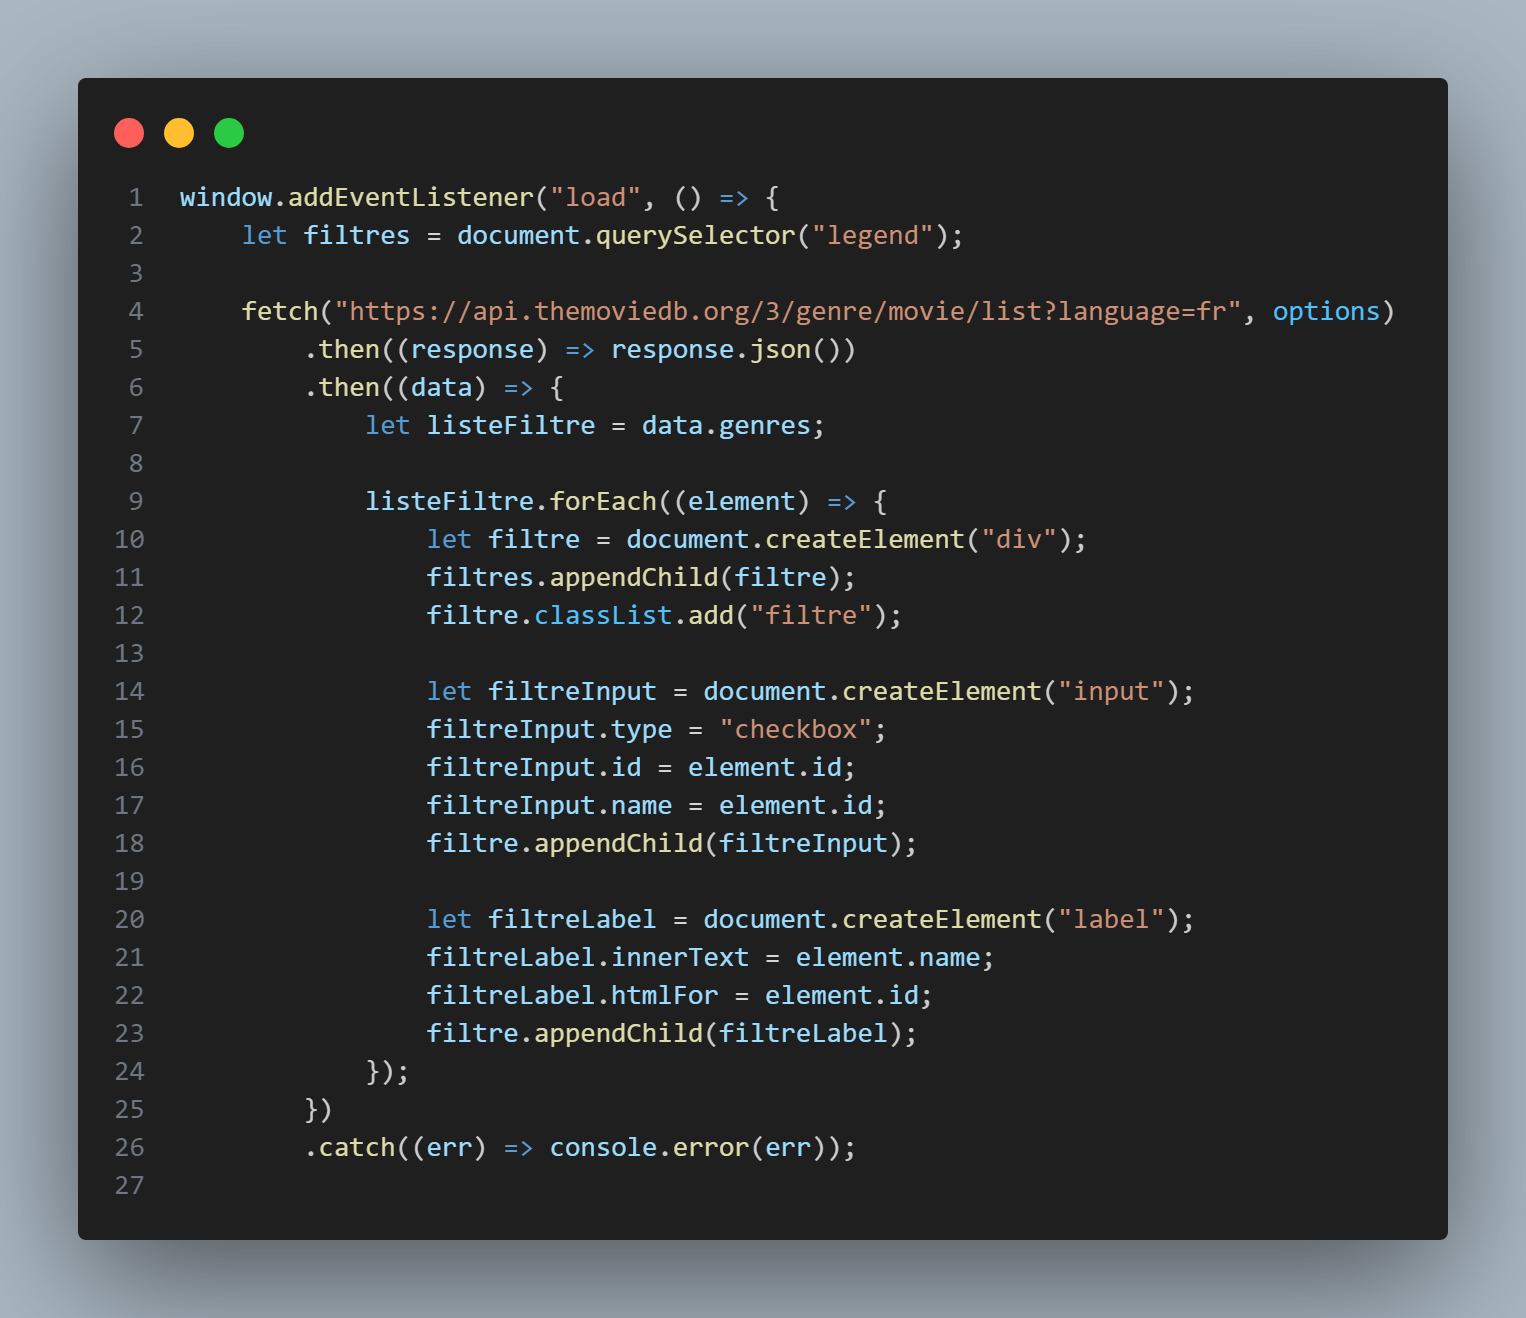 1 window.addEventListener("load", () => {
2     let filtres = document.querySelector("legend");
3
4     fetch("https://api.themoviedb.org/3/genre/movie/list?language=fr", options)
5         .then((response) => response.json())
6         .then((data) => {
7             let listeFiltre = data.genres;
8
9             listeFiltre.forEach((element) => {
10                 let filtre = document.createElement("div");
11                 filtres.appendChild(filtre);
12                 filtre.classList.add("filtre");
13
14                 let filtreInput = document.createElement("input");
15                 filtreInput.type = "checkbox";
16                 filtreInput.id = element.id;
17                 filtreInput.name = element.id;
18                 filtre.appendChild(filtreInput);
19
20                 let filtreLabel = document.createElement("label");
21                 filtreLabel.innerText = element.name;
22                 filtreLabel.htmlFor = element.id;
23                 filtre.appendChild(filtreLabel);
24             });
25         })
26         .catch((err) => console.error(err));
27